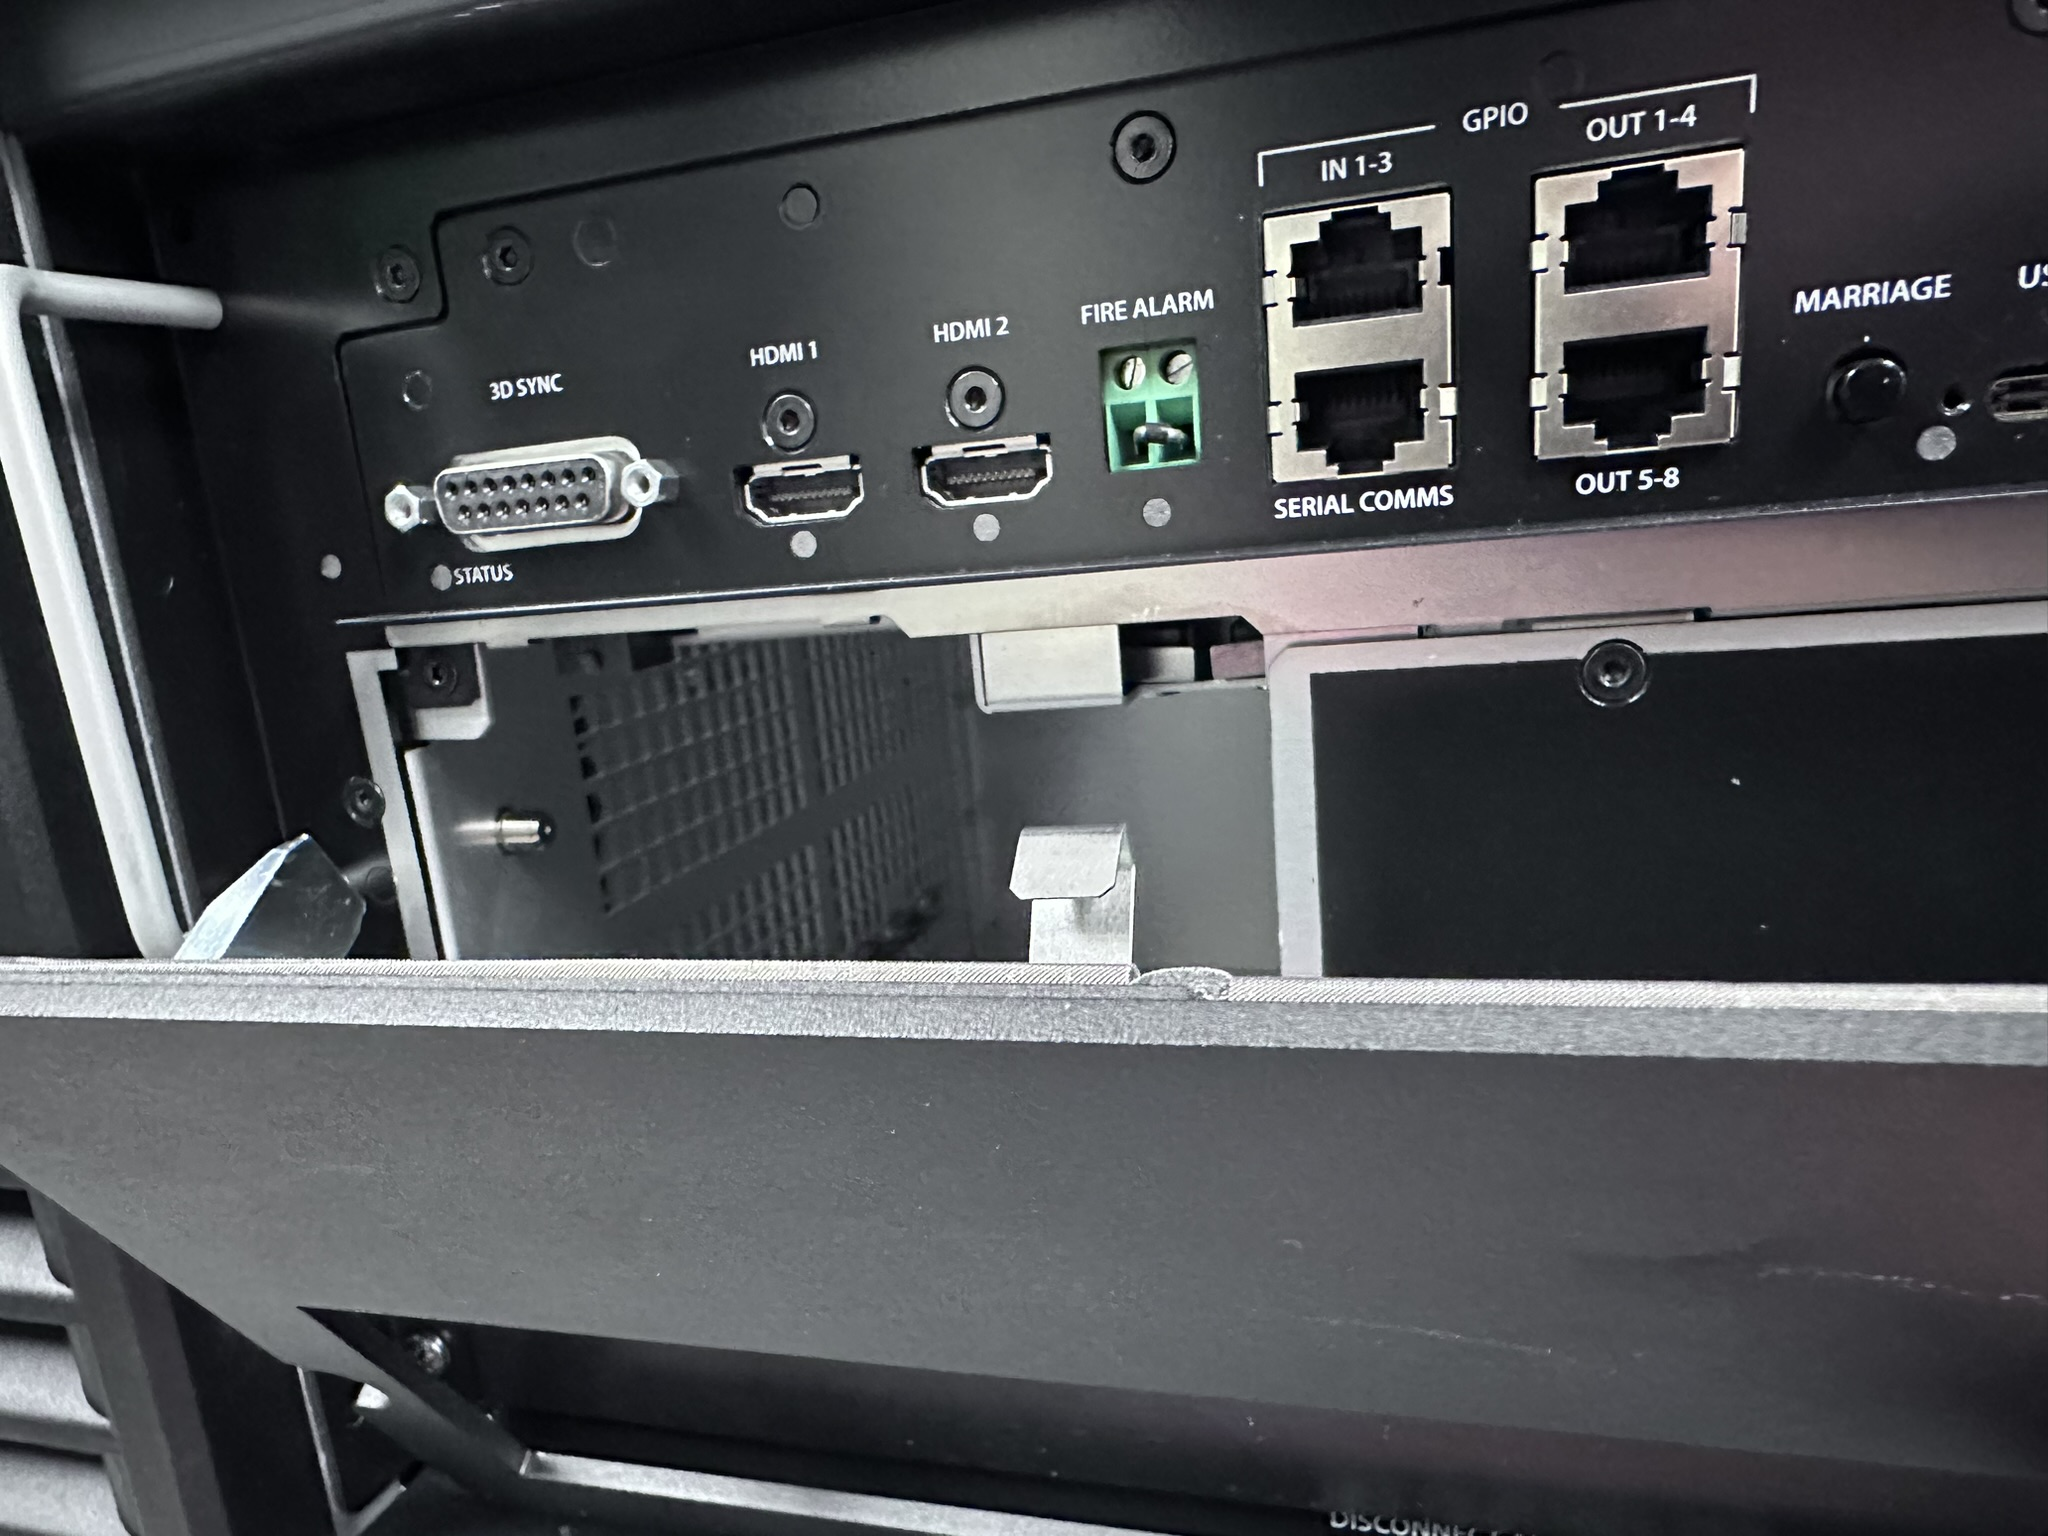 GPIO
IN 1-3
OUT 1-4
3D SYNC
HDMI 1
HDMI 2
FIRE ALARM
MARRIAGE
STATUS
SERIAL COMMS
OUT 5-8